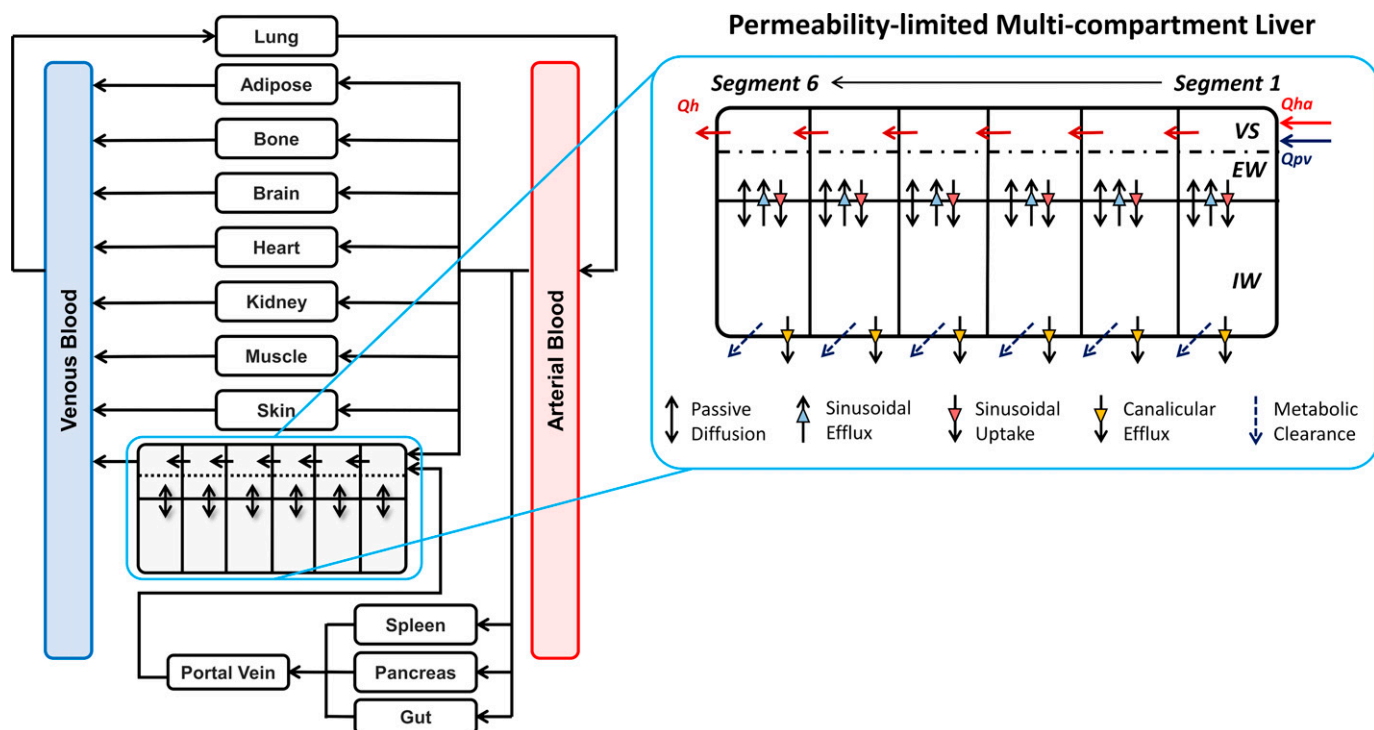 Permeability-limited Multi-compartment Liver
Lung
Adipose
Bone
Brain
Heart
Kidney
Muscle
Skin
Venous Blood
Arterial Blood
Spleen
Portal Vein
Pancreas
Gut
Segment 6
Segment 1
Qh
Qha
VS
Qpv
EW
IW
Passive
Diffusion
Sinusoidal
Efflux
Sinusoidal
Uptake
Canalicular
Efflux
Metabolic
Clearance